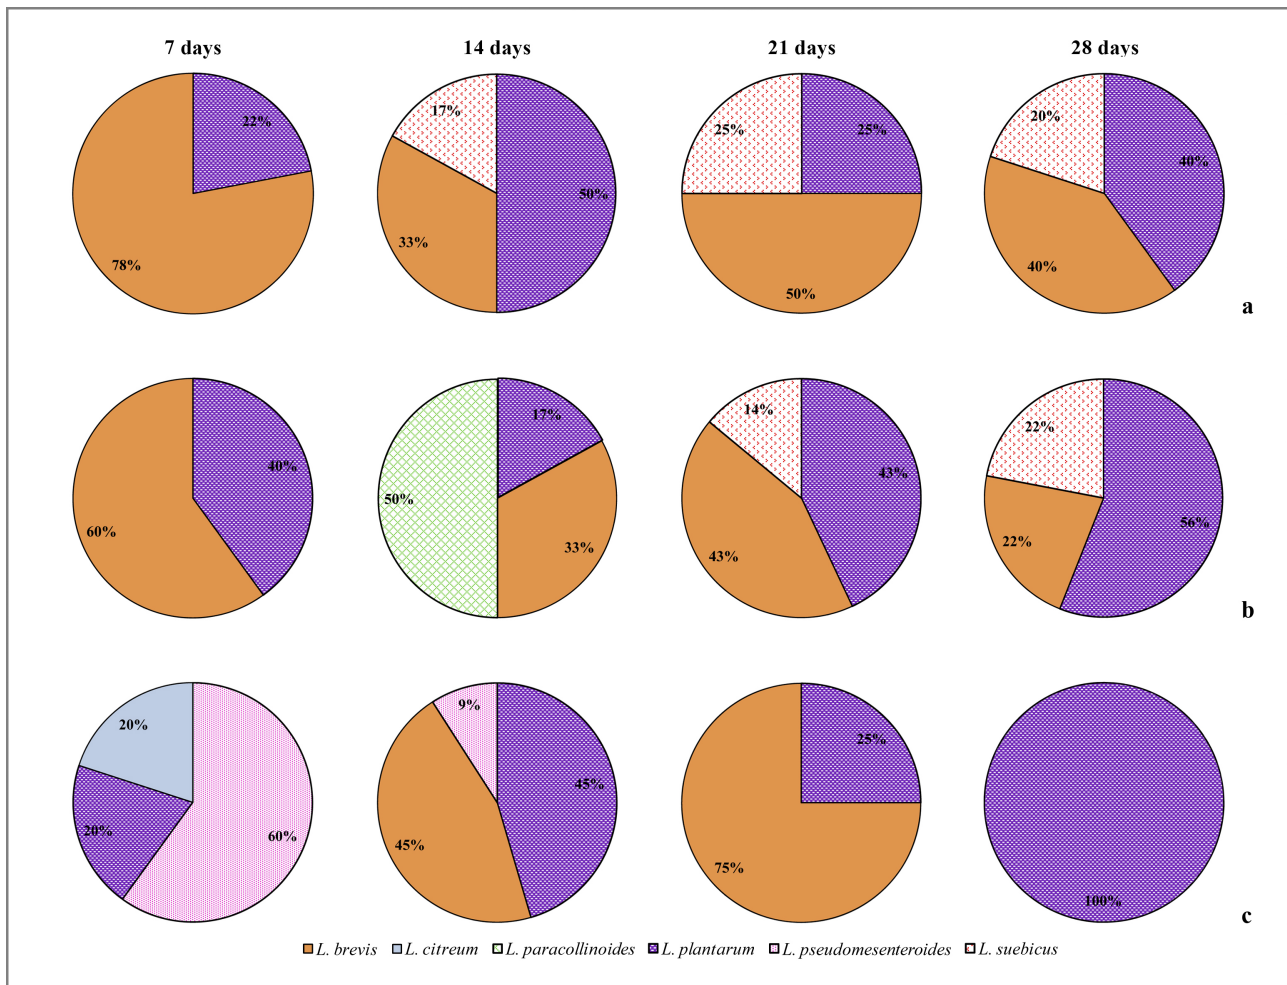 7 days 14 days 21 days 28 days
22% 17% 25% 25% 20% 40%
50%
78% 33% 50% 40% 40%
a
40% 50% 17% 14% 43% 22% 56%
60% 33% 43% 22%
b
20% 9% 25%
20% 60% 45% 45% 75% 100%
c
L. brevis L. citreum L. paracollinoides L. plantarum L. pseudomesenteroides L. suebicus